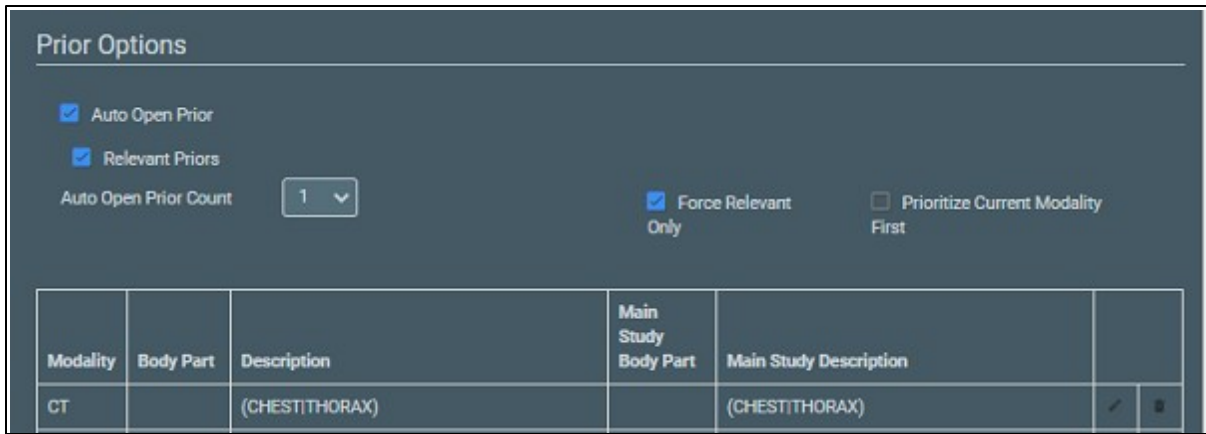 Prior Options
Auto Open Prior
Relevant Priors
Auto Open Prior Count 1 Force Relevant Only Prioritize Current Modality First
Modality Body Part Description Main Study Body Part Main Study Description
CT (CHEST|THORAX) (CHEST|THORAX)